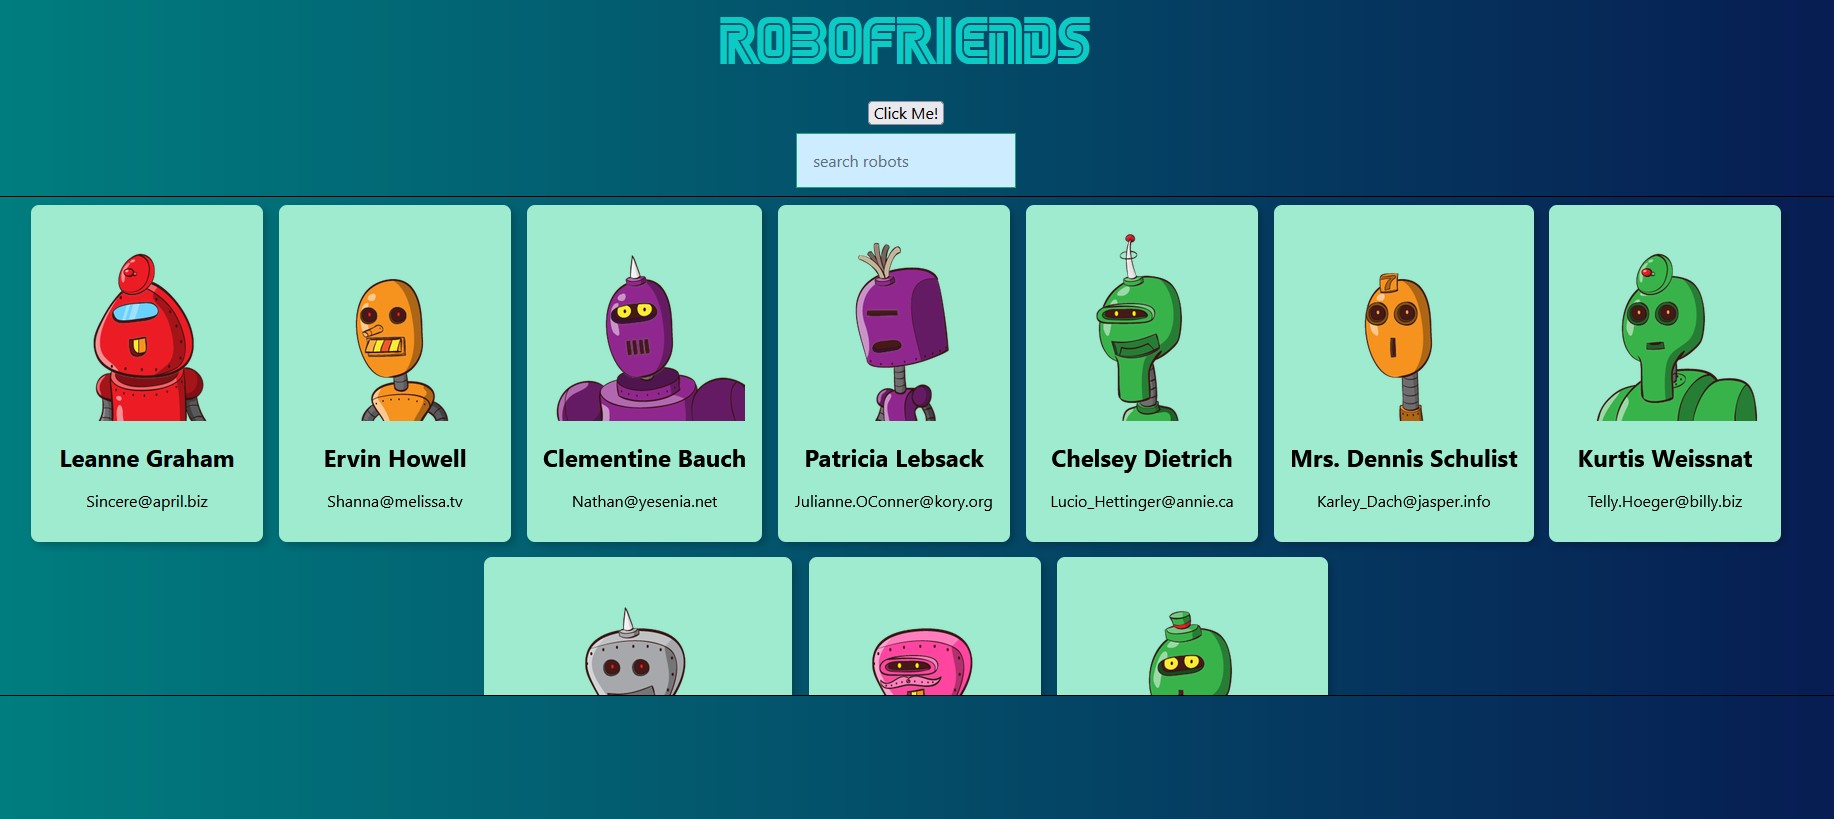 ROBOFRIENDS
Click Me!
search robots
7
Leanne Graham
Sincere@april.biz
Ervin Howell
Shanna@melissa.tv
Clementine Bauch
Nathan@yesenia.net
Patricia Lebsack
Julianne.OConner@kory.org
Chelsey Dietrich
Lucio_Hettinger@annie.ca
Mrs. Dennis Schulist
Karley_Dach@jasper.info
Kurtis Weissnat
Telly.Hoeger@billy.biz